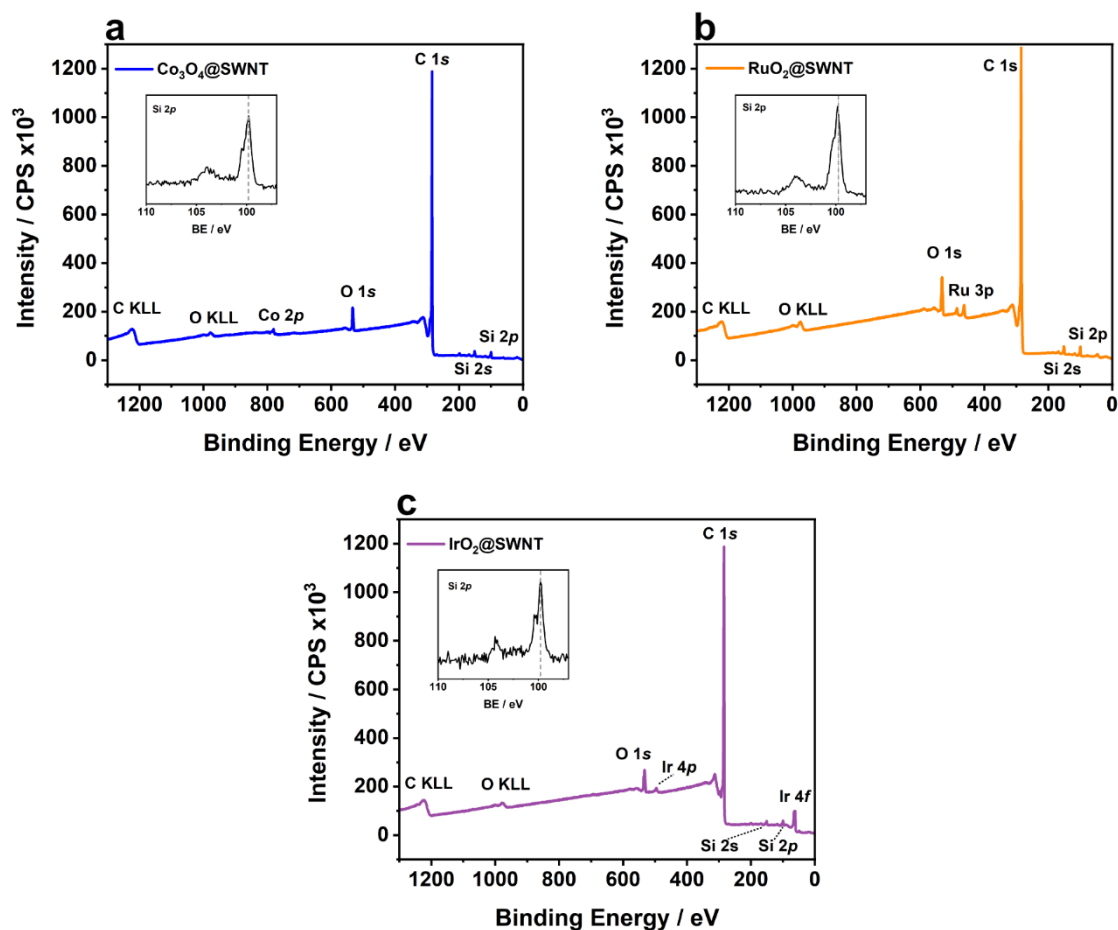 a
Co₃O₄@SWNT
C 1s
Si 2p
110 105 100
BE / eV
C KLL
O KLL
Co 2p
O 1s
Si 2p
Si 2s
Intensity / CPS x10³
1200
1000
800
600
400
200
0
1200 1000 800 600 400 200 0
Binding Energy / eV
b
RuO₂@SWNT
C 1s
Si 2p
110 105 100
BE / eV
C KLL
O KLL
O 1s
Ru 3p
Si 2p
Si 2s
Intensity / CPS x10³
1200
1000
800
600
400
200
0
1200 1000 800 600 400 200 0
Binding Energy / eV
c
IrO₂@SWNT
C 1s
Si 2p
110 105 100
BE / eV
C KLL
O KLL
O 1s
Ir 4p
Ir 4f
Si 2s
Si 2p
Intensity / CPS x10³
1200
1000
800
600
400
200
0
1200 1000 800 600 400 200 0
Binding Energy / eV